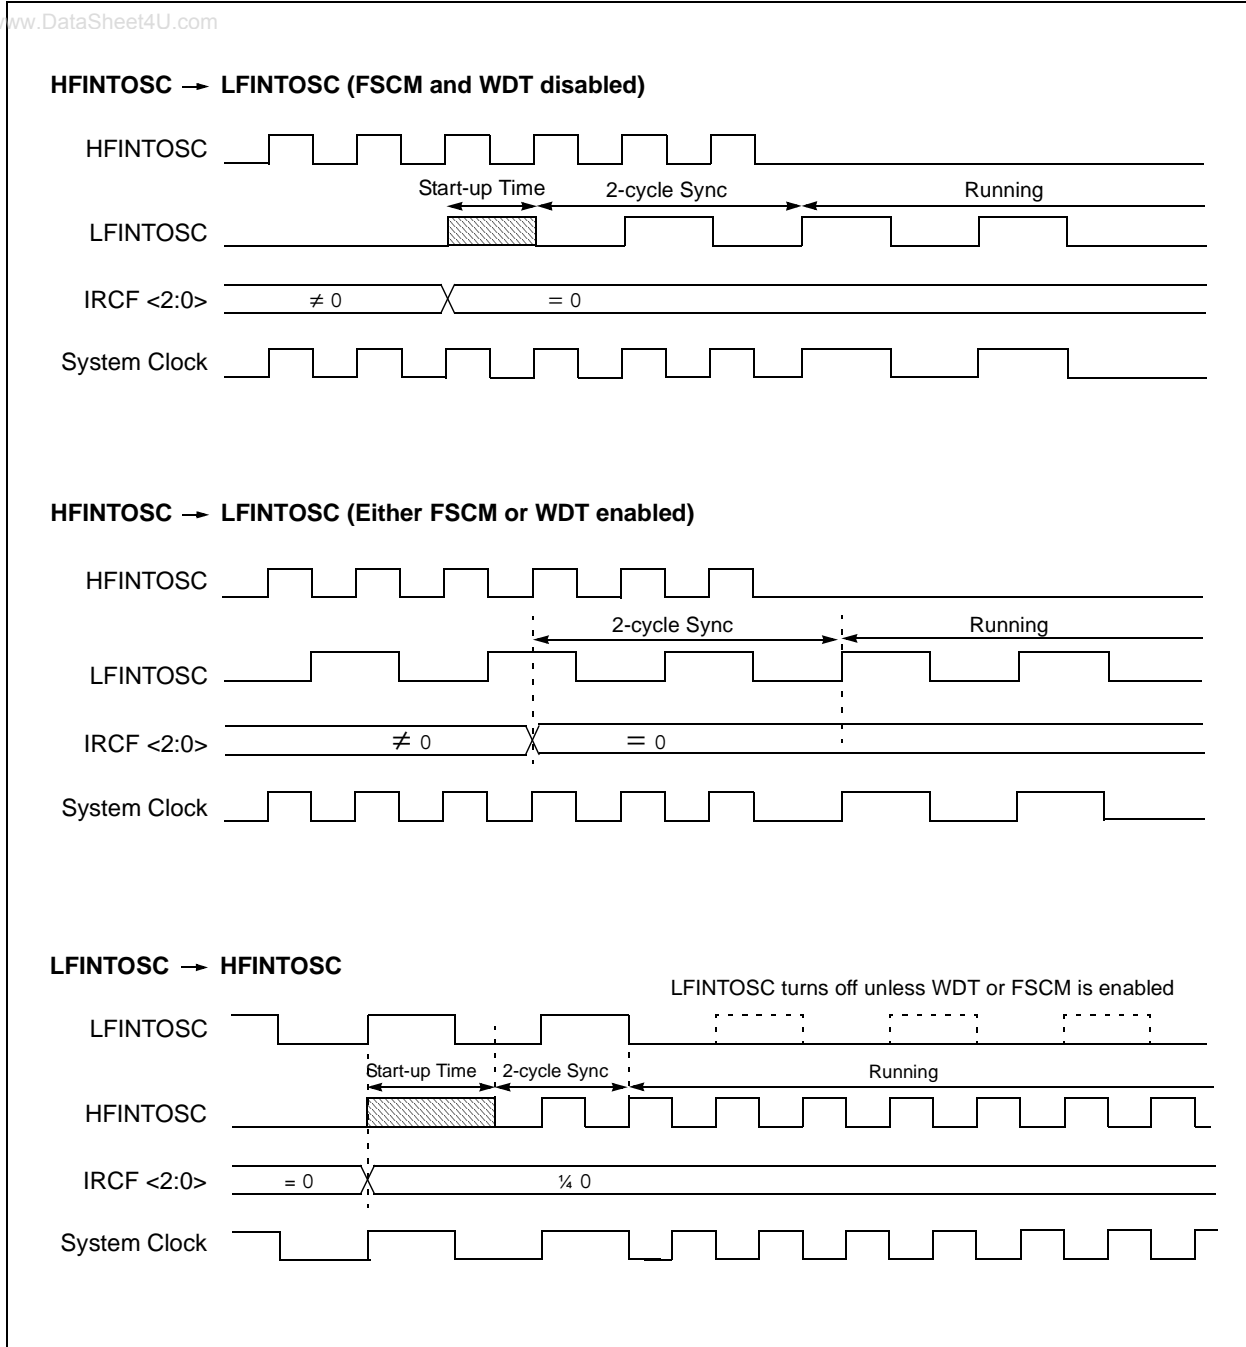 www.DataSheet4U.com
HFINTOSC → LFINTOSC (FSCM and WDT disabled)
HFINTOSC
Start-up Time 2-cycle Sync Running
LFINTOSC
IRCF <2:0> ≠ 0 = 0
System Clock
HFINTOSC → LFINTOSC (Either FSCM or WDT enabled)
HFINTOSC
2-cycle Sync Running
LFINTOSC
IRCF <2:0> ≠ 0 = 0
System Clock
LFINTOSC → HFINTOSC
LFINTOSC turns off unless WDT or FSCM is enabled
LFINTOSC
Start-up Time 2-cycle Sync Running
HFINTOSC
IRCF <2:0> = 0 ¼ 0
System Clock